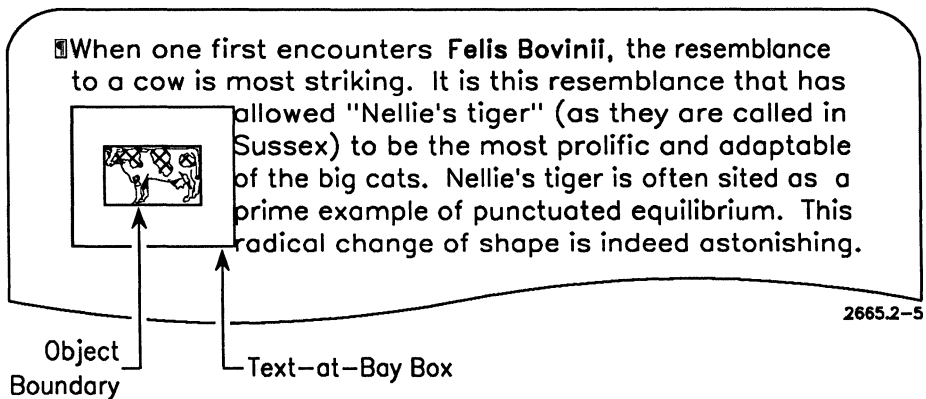 ¶When one first encounters Felis Bovinii, the resemblance
to a cow is most striking. It is this resemblance that has
allowed "Nellie's tiger" (as they are called in
Sussex) to be the most prolific and adaptable
of the big cats. Nellie's tiger is often sited as a
prime example of punctuated equilibrium. This
radical change of shape is indeed astonishing.
2665.2-5
Object
Boundary
Text-at-Bay Box